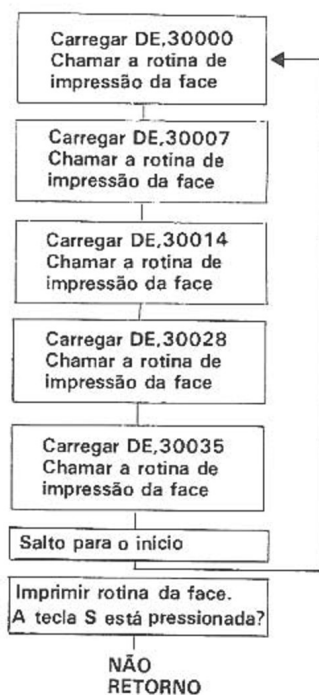 Carregar DE,30000
Chamar a rotina de
impressão da face
Carregar DE,30007
Chamar a rotina de
impressão da face
Carregar DE,30014
Chamar a rotina de
impressão da face
Carregar DE,30028
Chamar a rotina de
impressão da face
Carregar DE,30035
Chamar a rotina de
impressão da face
Salto para o início
Imprimir rotina da face.
A tecla S está pressionada?
NÃO
RETORNO